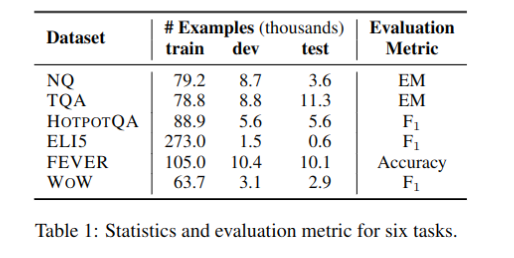 Dataset # Examples (thousands) Evaluation
train dev test Metric
NQ 79.2 8.7 3.6 EM
TQA 78.8 8.8 11.3 EM
HOTPOTQA 88.9 5.6 5.6 F1
ELI5 273.0 1.5 0.6 F1
FEVER 105.0 10.4 10.1 Accuracy
WOW 63.7 3.1 2.9 F1
Table 1: Statistics and evaluation metric for six tasks.